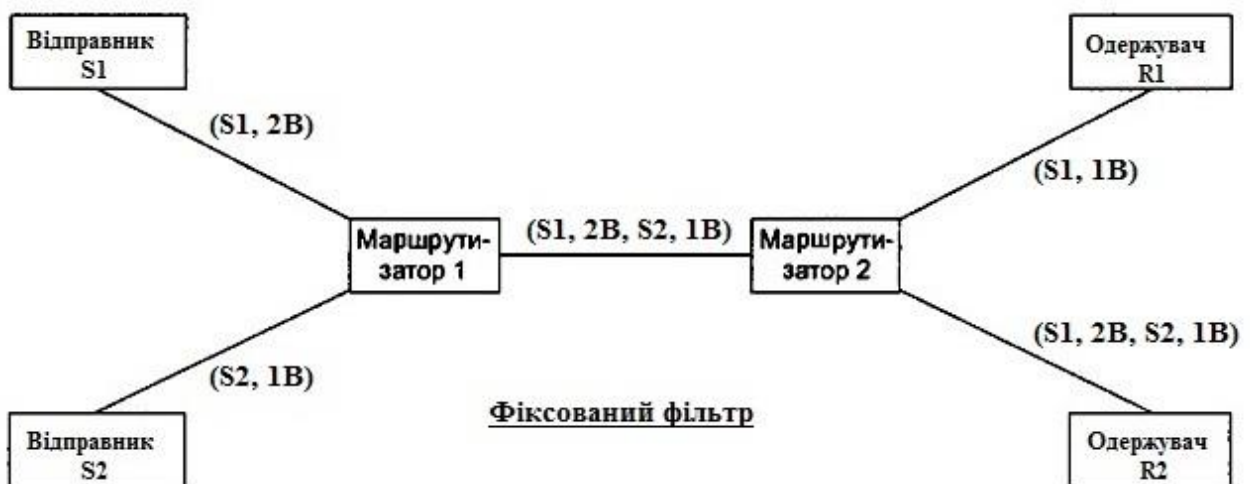 Відправник
S1
Одержувач
R1
(S1, 2B)
(S1, 1B)
Маршрути-
затор 1
(S1, 2B, S2, 1B)
Маршрути-
затор 2
(S2, 1B)
(S1, 2B, S2, 1B)
Фіксований фільтр
Відправник
S2
Одержувач
R2